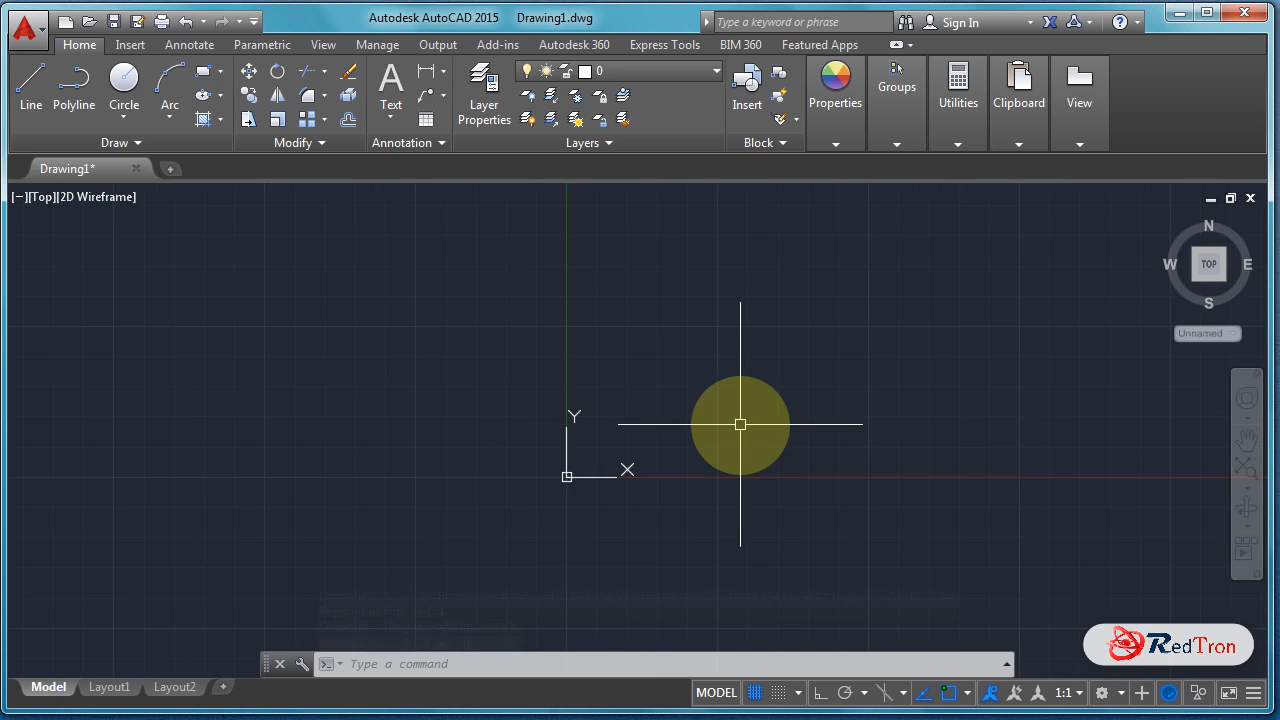 Autodesk AutoCAD 2015 Drawing1.dwg
Type a keyword or phrase
Sign In
Home Insert Annotate Parametric View Manage Output Add-ins Autodesk 360 Express Tools BIM 360 Featured Apps
Line Polyline Circle Arc
Text
Layer Properties
0
Insert
Properties Groups Utilities Clipboard View
Draw Modify Annotation Layers Block
Drawing1*
[−][Top][2D Wireframe]
N
W TOP E
S
Unnamed
Y
X
Type a command
RedTron
Model Layout1 Layout2
MODEL 1:1